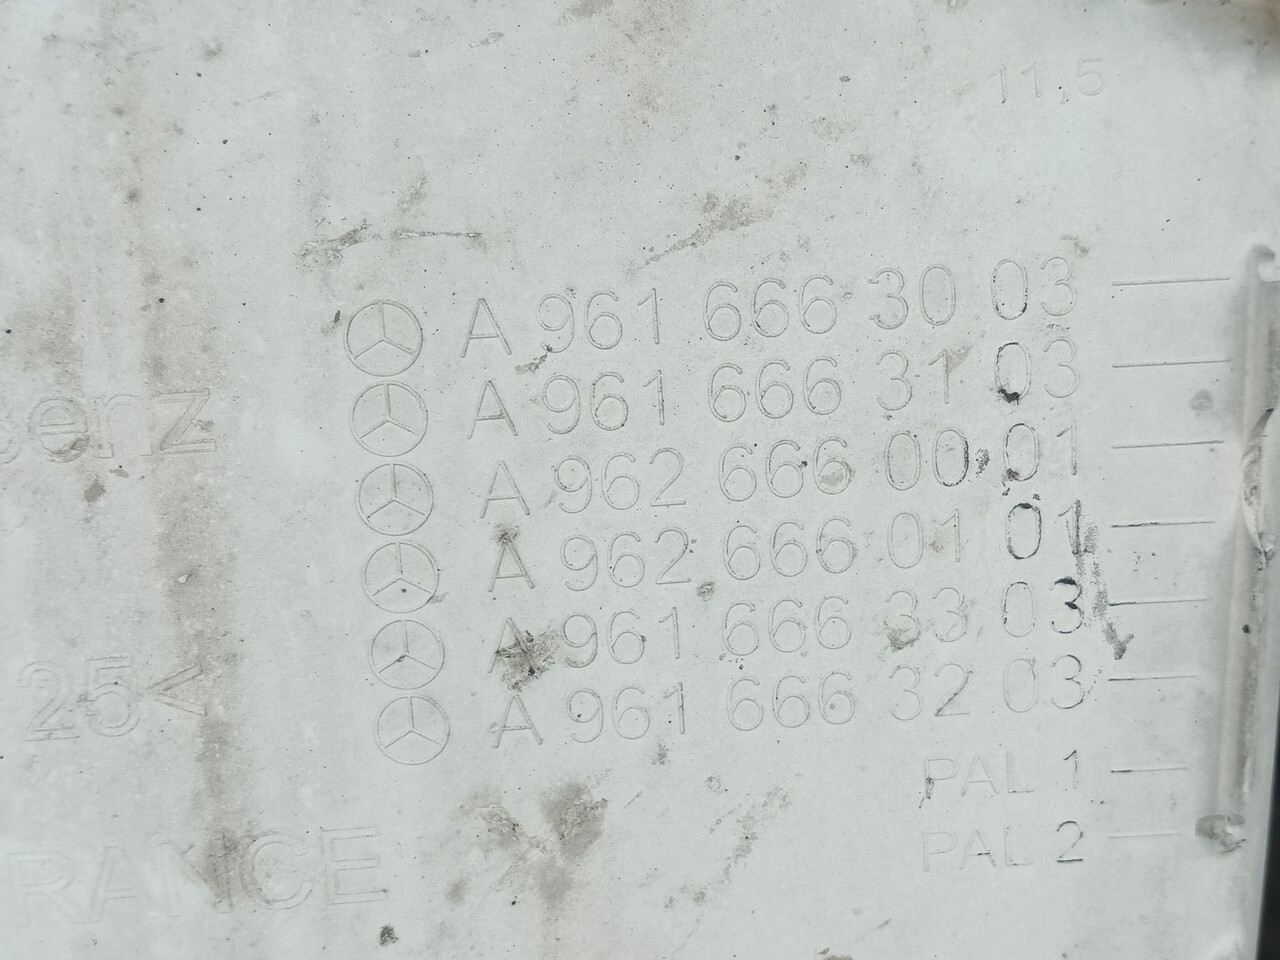 11,5
A 961 666 30 03
A 961 666 31 03
Benz
A 962 666 00 01
A 962 666 01 01
A 961 666 33 03
25<
A 961 666 32 03
PAL 1
PAL 2
RANCE